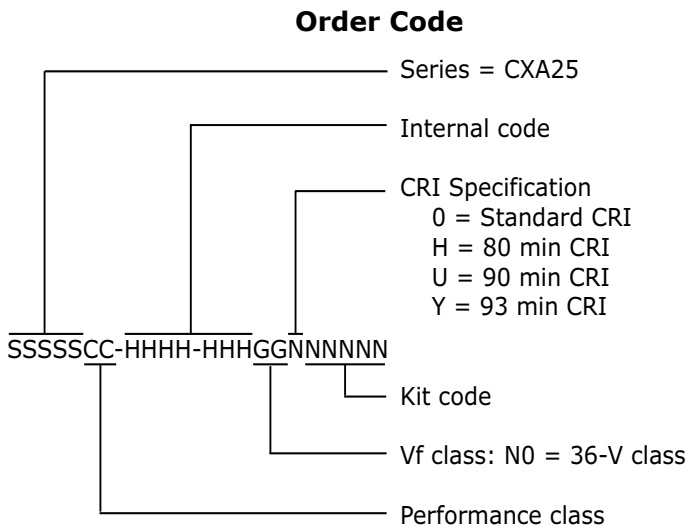 Order Code
Series = CXA25
Internal code
CRI Specification
0 = Standard CRI
H = 80 min CRI
U = 90 min CRI
Y = 93 min CRI
SSSSSCC-HHHH-HHHGGNNNNNN
Kit code
Vf class: N0 = 36-V class
Performance class